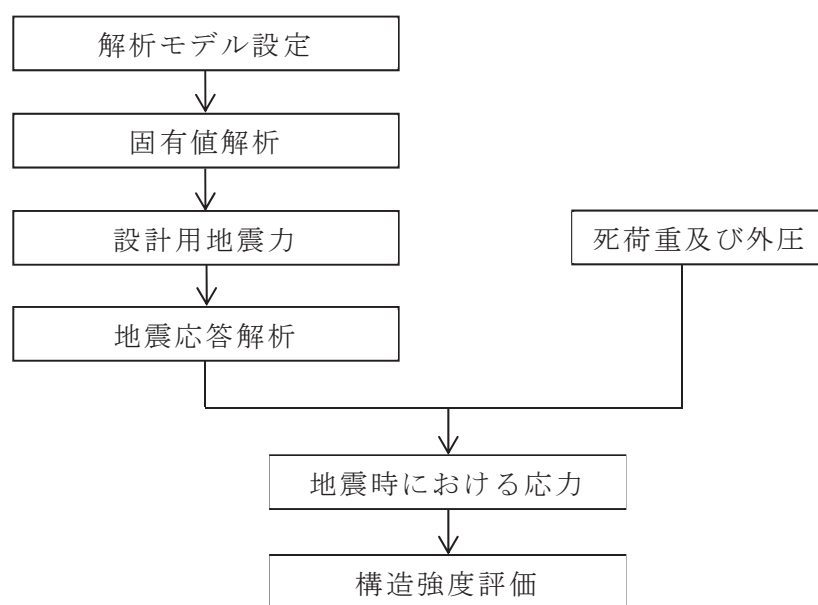 解析モデル設定
固有値解析
設計用地震力
死荷重及び外圧
地震応答解析
地震時における応力
構造強度評価